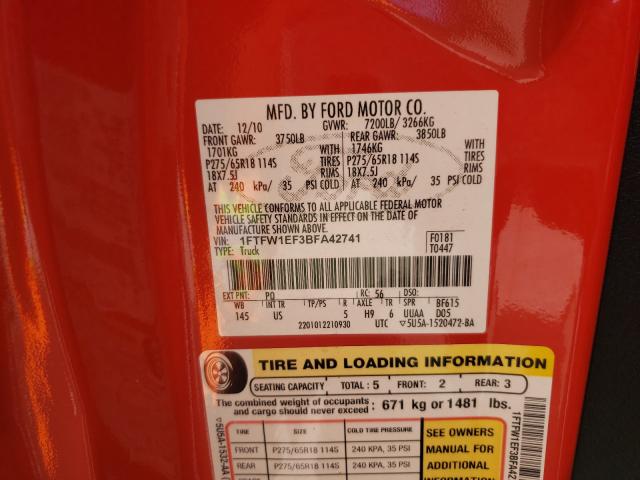 MFD. BY FORD MOTOR CO.
DATE: 12/10 GVWR: 7200LB/ 3266KG
FRONT GAWR: 3750LB REAR GAWR: 3850LB
1701KG WITH 1746KG WITH
P275/65R18 114S TIRES P275/65R18 114S TIRES
18X7.5J RIMS 18X7.5J RIMS
AT 240 kPa/ 35 PSI COLD AT 240 kPa/ 35 PSI COLD
THIS VEHICLE CONFORMS TO ALL APPLICABLE FEDERAL MOTOR
VEHICLE SAFETY STANDARDS IN EFFECT ON THE DATE OF
MANUFACTURE SHOWN ABOVE.
VIN: 1FTFW1EF3BFA42741 F0181
TYPE: Truck T0447
EXT PNT: PQ RC: 56 DSO:
WB INT TR TP/PS R AXLE TR SPR BF615
145 US 5 H9 6 UUAA D05
2201012210930 UTC ▽5U5A-1520472-BA
TIRE AND LOADING INFORMATION
SEATING CAPACITY TOTAL: 5 FRONT: 2 REAR: 3
The combined weight of occupants
and cargo should never exceed: 671 kg or 1481 lbs.
TIRE SIZE COLD TIRE PRESSURE
FRONT P275/65R18 114S 240 KPA, 35 PSI
REAR P275/65R18 114S 240 KPA, 35 PSI
SEE OWNERS
MANUAL FOR
ADDITIONAL
INFORMATION
▽5U5A-1532-AA
1FTFW1EF3BFA42